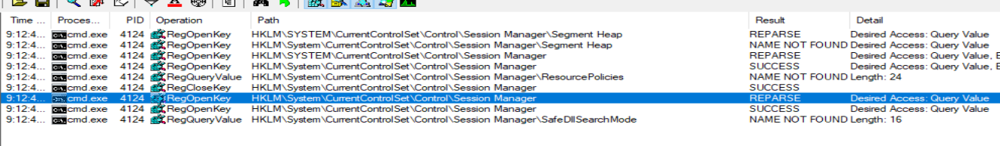 Time ... Proces... PID Operation Path Result Detail
9:12:4... cmd.exe 4124 RegOpenKey HKLM\SYSTEM\CurrentControlSet\Control\Session Manager\Segment Heap REPARSE Desired Access: Query Value
9:12:4... cmd.exe 4124 RegOpenKey HKLM\System\CurrentControlSet\Control\Session Manager\Segment Heap NAME NOT FOUND Desired Access: Query Value
9:12:4... cmd.exe 4124 RegOpenKey HKLM\SYSTEM\CurrentControlSet\Control\Session Manager REPARSE Desired Access: Query Value, E
9:12:4... cmd.exe 4124 RegOpenKey HKLM\System\CurrentControlSet\Control\Session Manager SUCCESS Desired Access: Query Value, E
9:12:4... cmd.exe 4124 RegQueryValue HKLM\System\CurrentControlSet\Control\Session Manager\ResourcePolicies NAME NOT FOUND Length: 24
9:12:4... cmd.exe 4124 RegCloseKey HKLM\System\CurrentControlSet\Control\Session Manager SUCCESS
9:12:4... cmd.exe 4124 RegOpenKey HKLM\System\CurrentControlSet\Control\Session Manager REPARSE Desired Access: Query Value
9:12:4... cmd.exe 4124 RegOpenKey HKLM\System\CurrentControlSet\Control\Session Manager SUCCESS Desired Access: Query Value
9:12:4... cmd.exe 4124 RegQueryValue HKLM\System\CurrentControlSet\Control\Session Manager\SafeDllSearchMode NAME NOT FOUND Length: 16